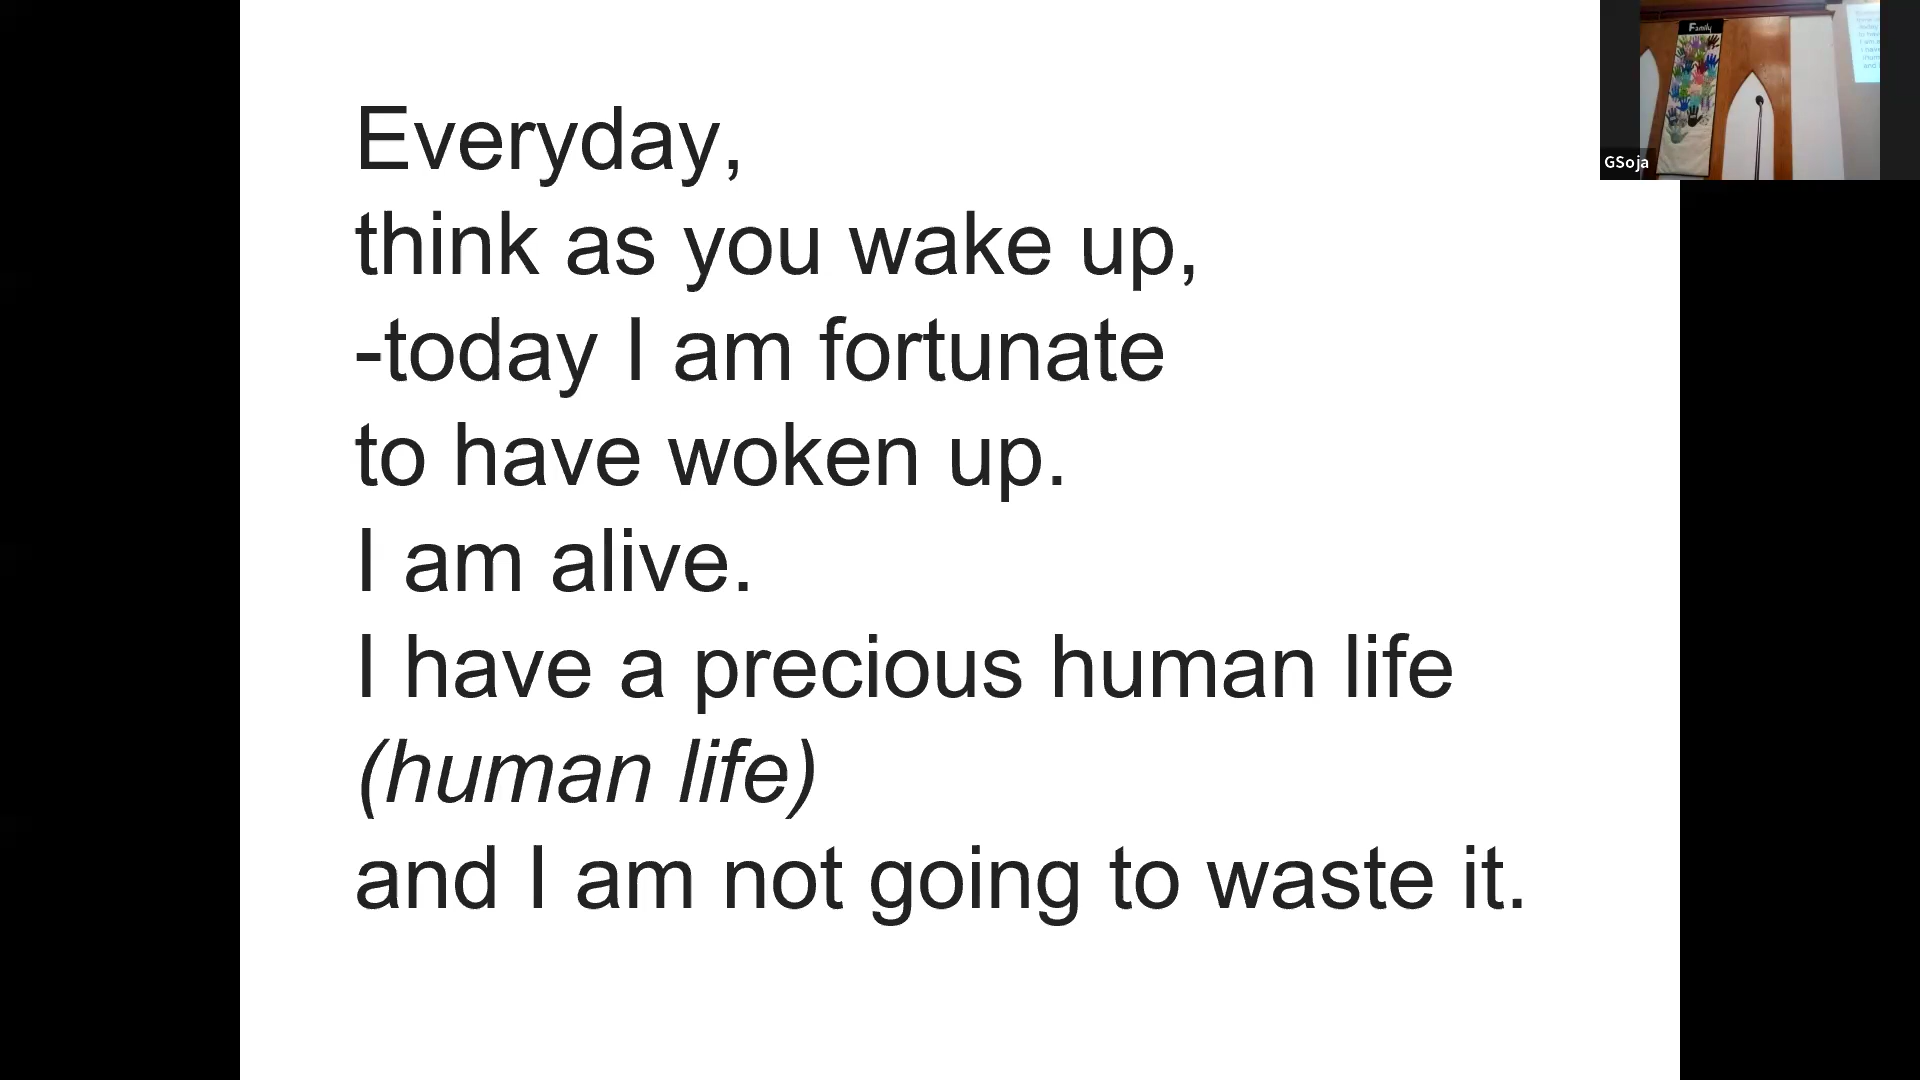 Everyday,
think as you wake up,
-today I am fortunate
to have woken up.
I am alive.
I have a precious human life
(human life)
and I am not going to waste it.
Family
GSoja